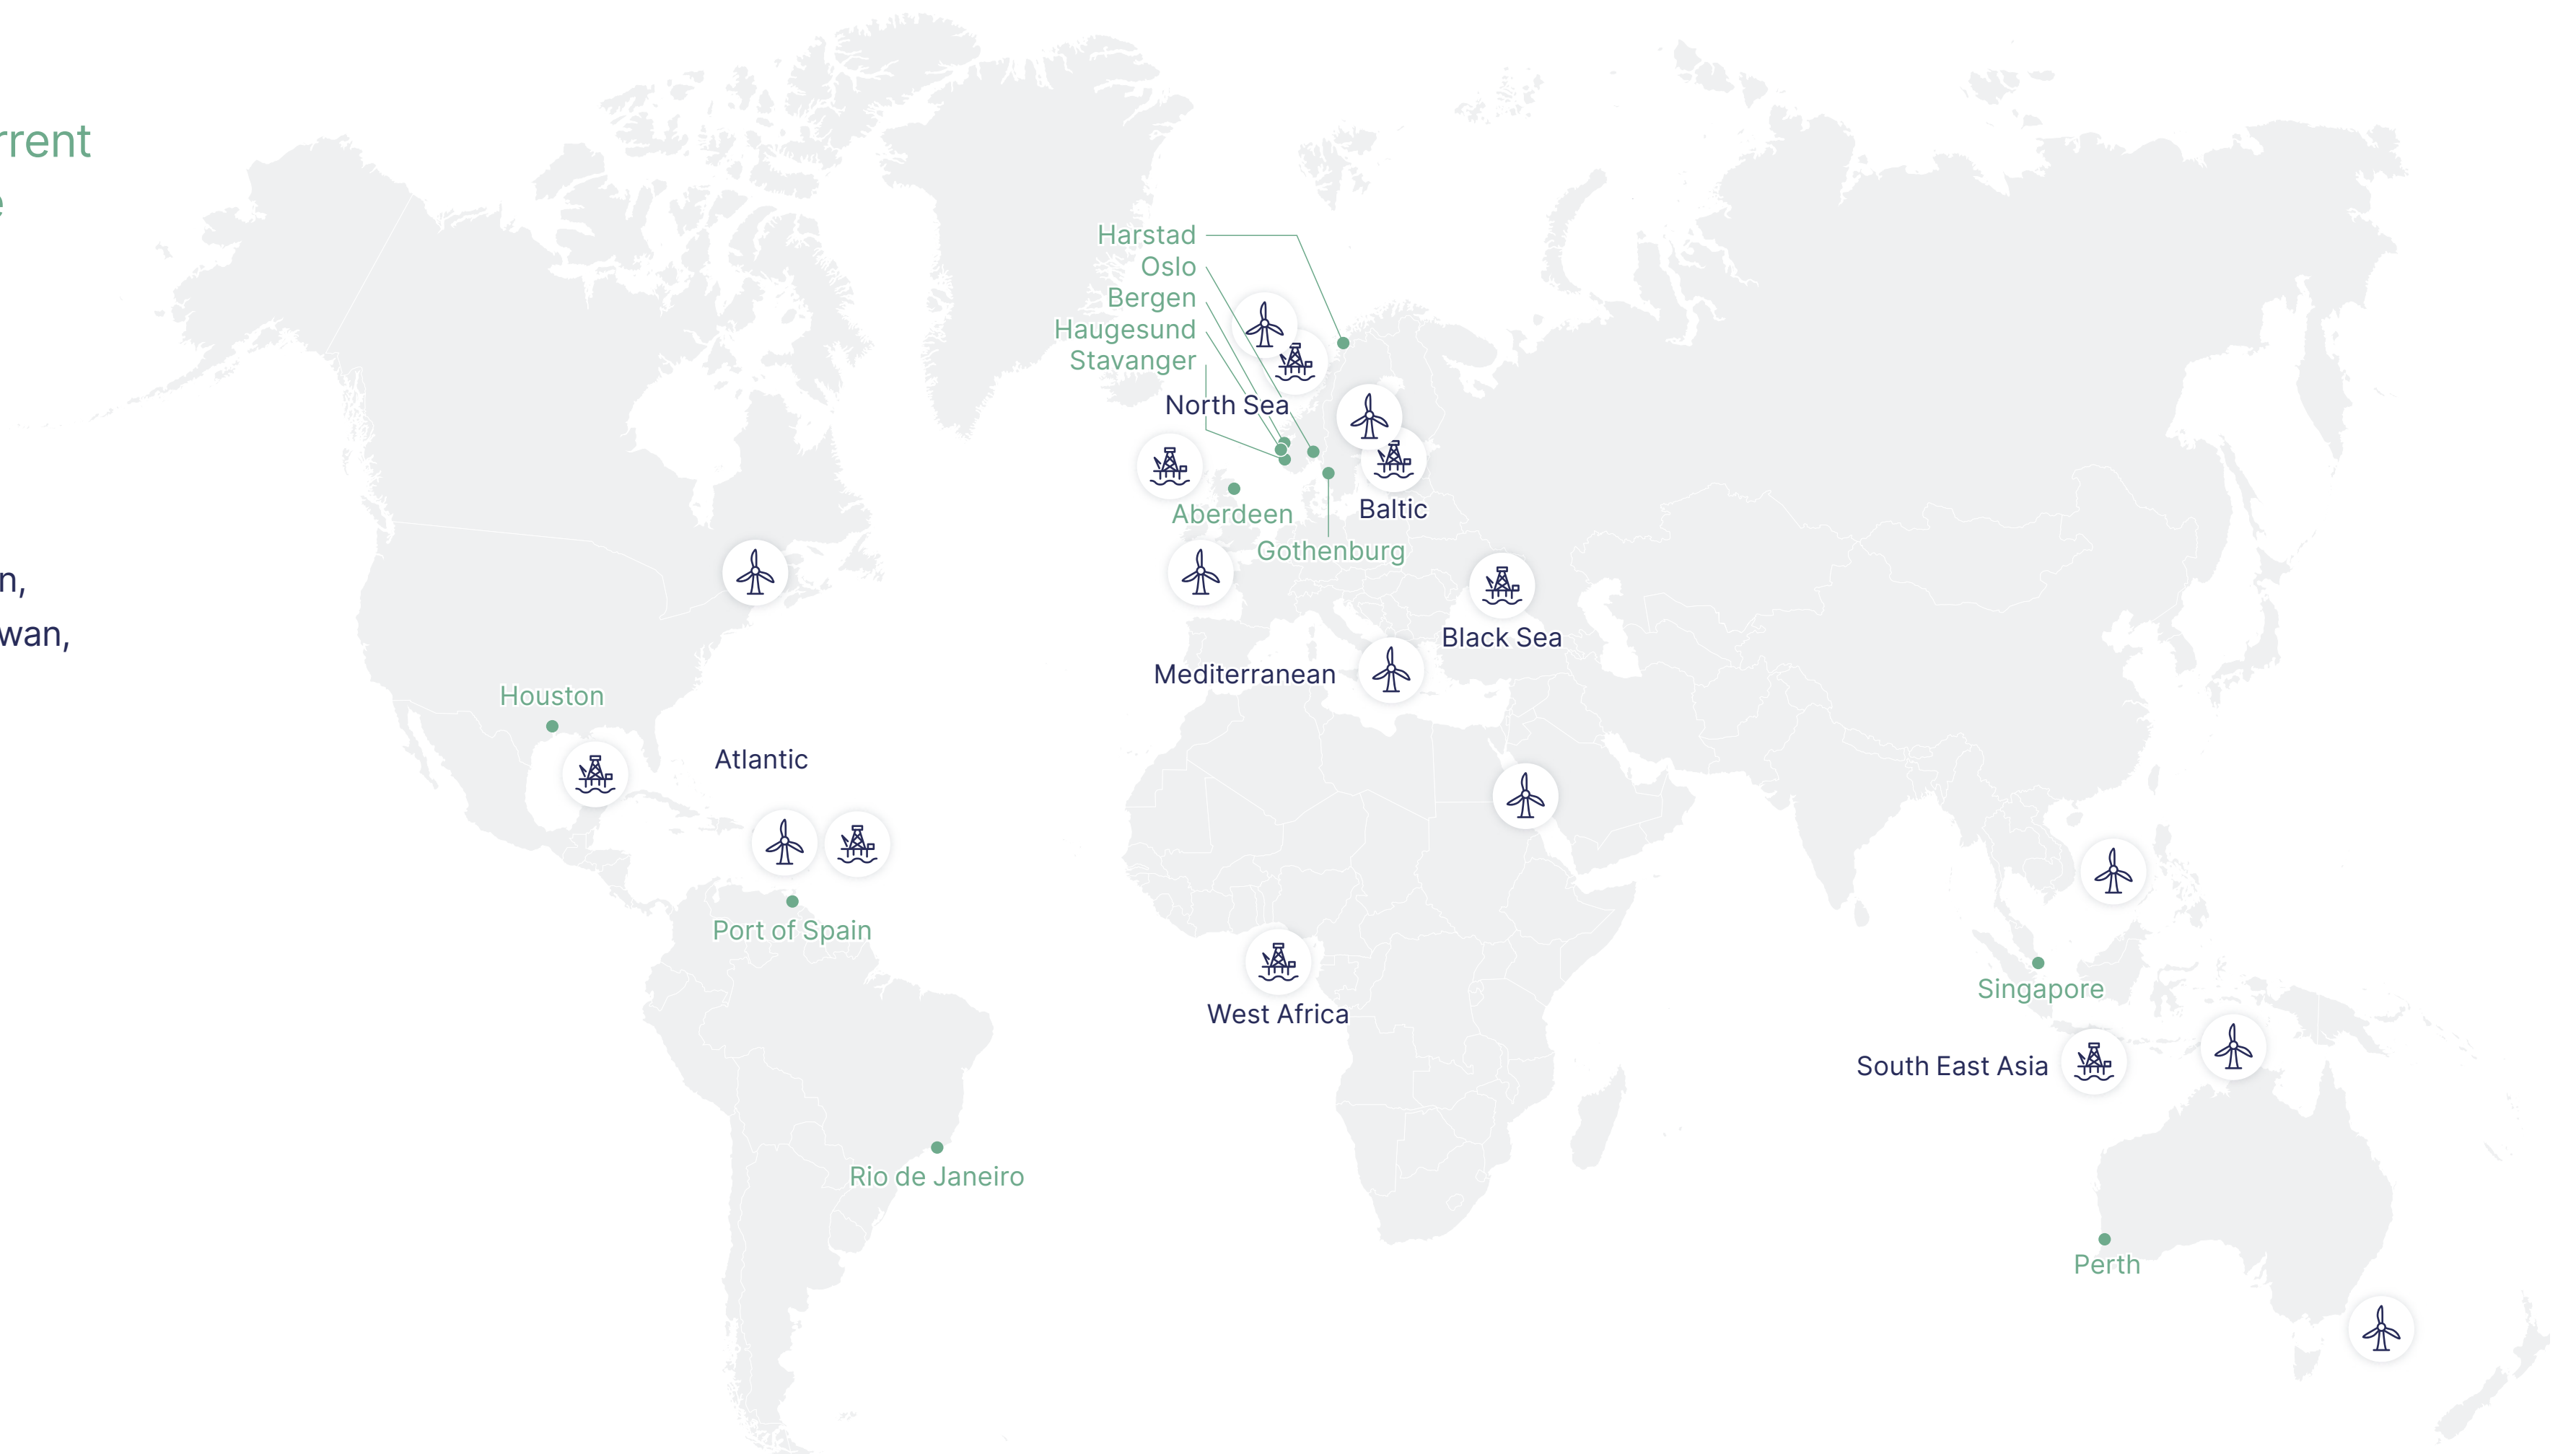 rrent
e
n,
wan,
Harstad
Oslo
Bergen
Haugesund
Stavanger
North Sea
Aberdeen
Baltic
Gothenburg
Black Sea
Mediterranean
Houston
Atlantic
Port of Spain
West Africa
Singapore
South East Asia
Rio de Janeiro
Perth